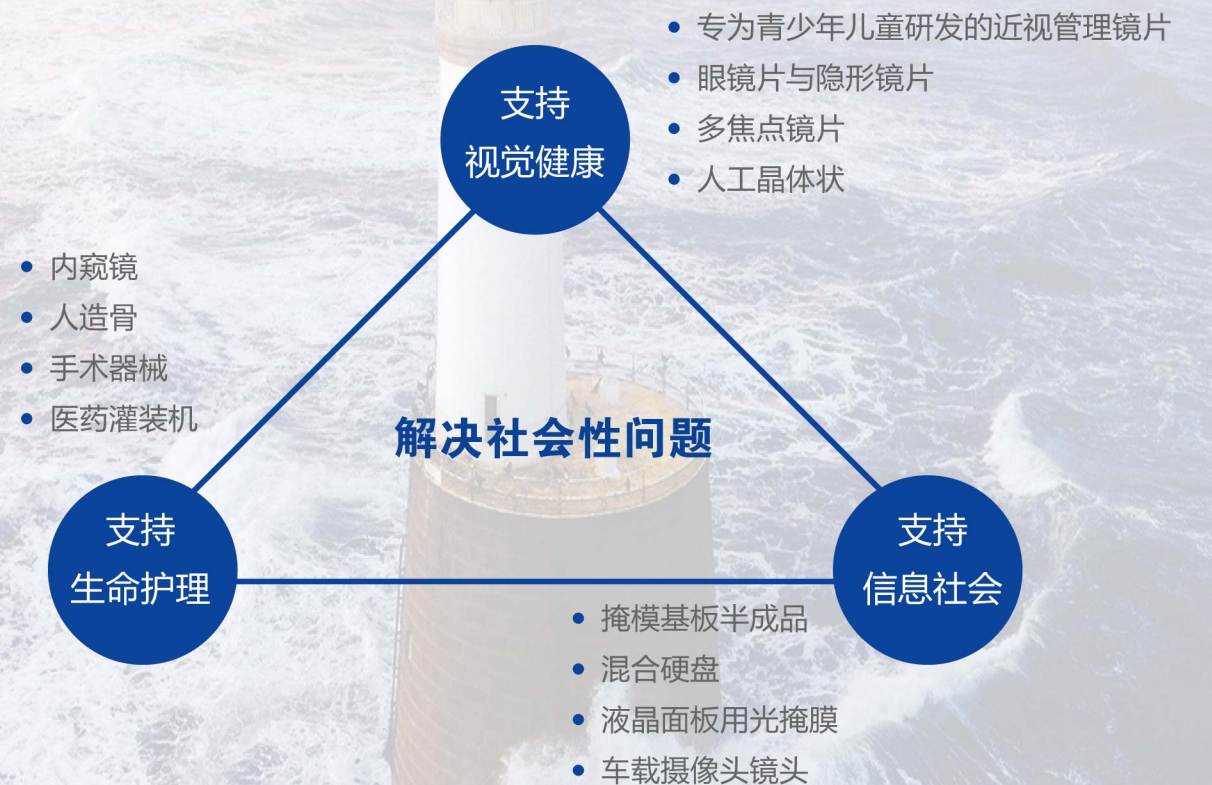 支持
视觉健康
专为青少年儿童研发的近视管理镜片
眼镜片与隐形镜片
多焦点镜片
人工晶体状
内窥镜
人造骨
手术器械
医药灌装机
解决社会性问题
支持
生命护理
支持
信息社会
掩模基板半成品
混合硬盘
液晶面板用光掩膜
车载摄像头镜头